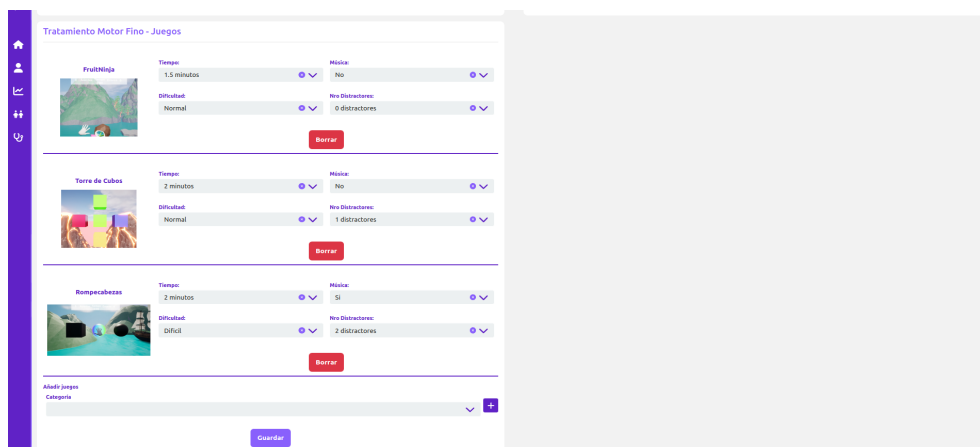 Tratamiento Motor Fino - Juegos
FruitNinja
Tiempo:
1.5 minutos
Música:
No
Dificultad:
Normal
Nro Distractores:
0 distractores
Borrar
Torre de Cubos
Tiempo:
2 minutos
Música:
No
Dificultad:
Normal
Nro Distractores:
1 distractores
Borrar
Rompecabezas
Tiempo:
2 minutos
Música:
Si
Dificultad:
Difícil
Nro Distractores:
2 distractores
Borrar
Añadir juegos
Categoría
+
Guardar